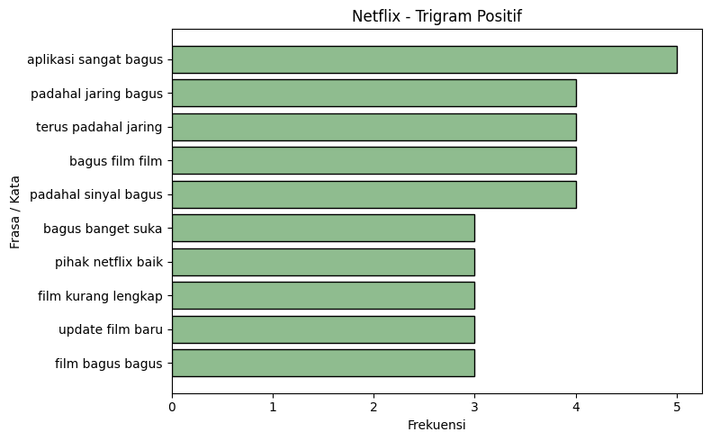 Netflix - Trigram Positif
Frasa / Kata
aplikasi sangat bagus
padahal jaring bagus
terus padahal jaring
bagus film film
padahal sinyal bagus
bagus banget suka
pihak netflix baik
film kurang lengkap
update film baru
film bagus bagus
0 1 2 3 4 5
Frekuensi